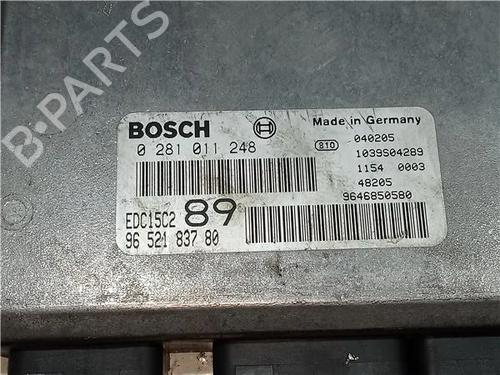 B-PARTS
BOSCH
Made in Germany
0 281 011 248
810
040205
1039S04289
1154 0003
48205
9646850580
EDC15C2
89
96 521 837 80